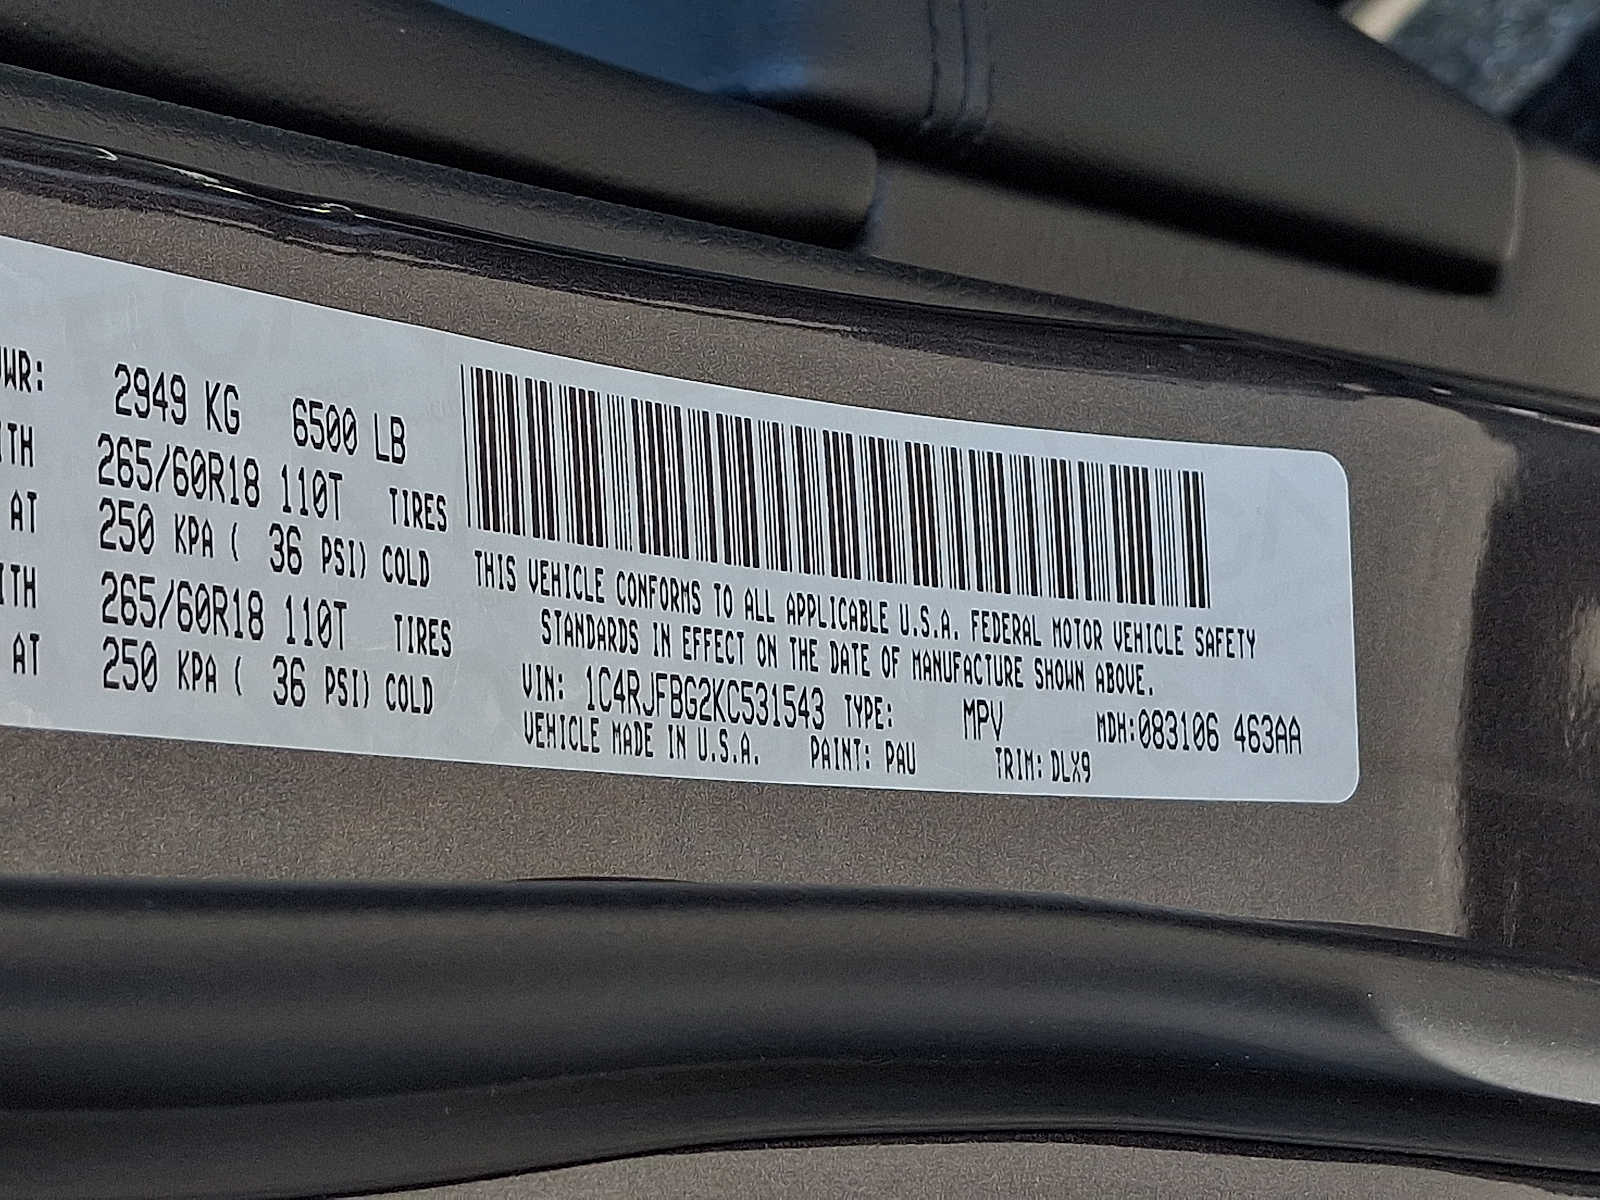 WR: 2949 KG 6500 LB
ITH 265/60R18 110T TIRES
AT 250 KPA ( 36 PSI) COLD
ITH 265/60R18 110T TIRES
AT 250 KPA ( 36 PSI) COLD
THIS VEHICLE CONFORMS TO ALL APPLICABLE U.S.A. FEDERAL MOTOR VEHICLE SAFETY
STANDARDS IN EFFECT ON THE DATE OF MANUFACTURE SHOWN ABOVE.
VIN: 1C4RJFBG2KC531543 TYPE: MPV MDH:083106 463AA
VEHICLE MADE IN U.S.A. PAINT: PAU TRIM: DLX9